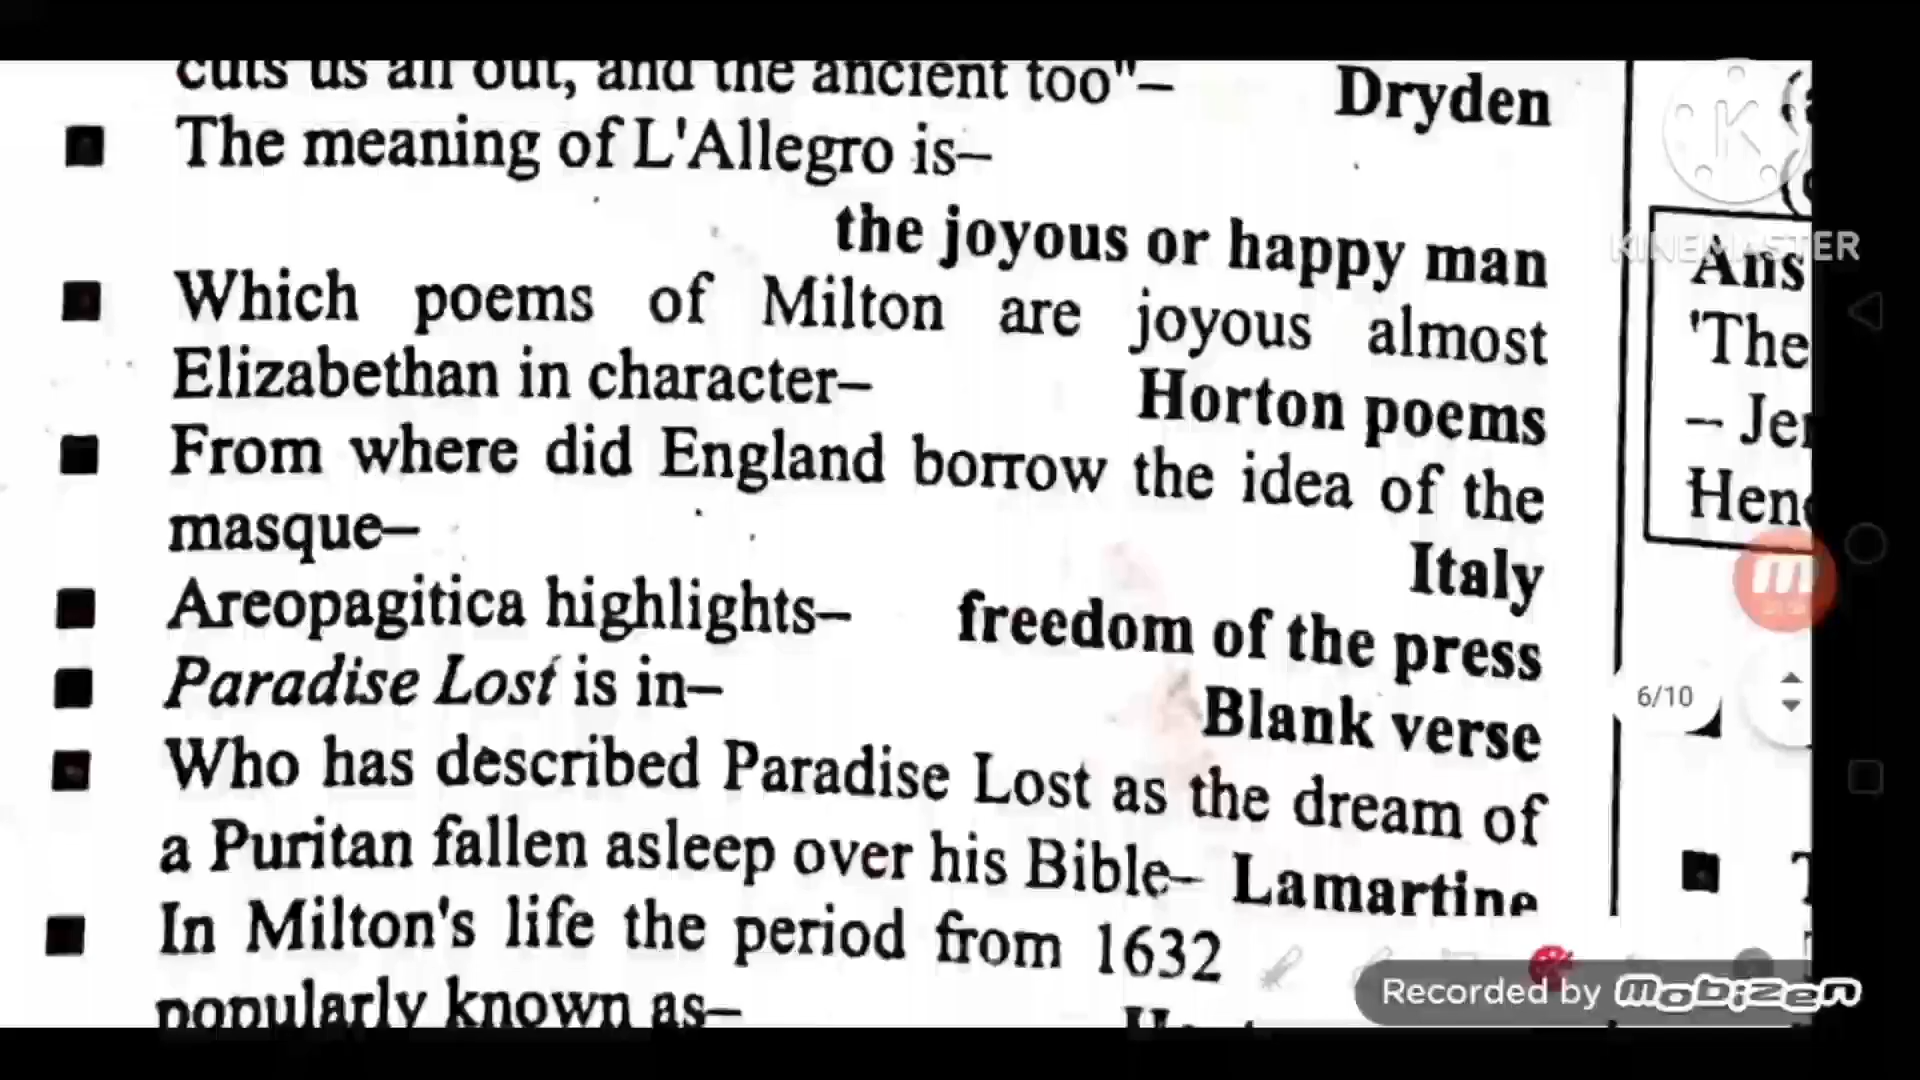 cuts us all out, and the ancient too"– Dryden
■ The meaning of L'Allegro is–
the joyous or happy man
■ Which poems of Milton are joyous almost
Elizabethan in character– Horton poems
■ From where did England borrow the idea of the
masque– Italy
■ Areopagitica highlights– freedom of the press
■ Paradise Lost is in– Blank verse
■ Who has described Paradise Lost as the dream of
a Puritan fallen asleep over his Bible– Lamartine
■ In Milton's life the period from 1632
popularly known as–
KINEMASTER
Ans
'The
6/10
Recorded by mobizen